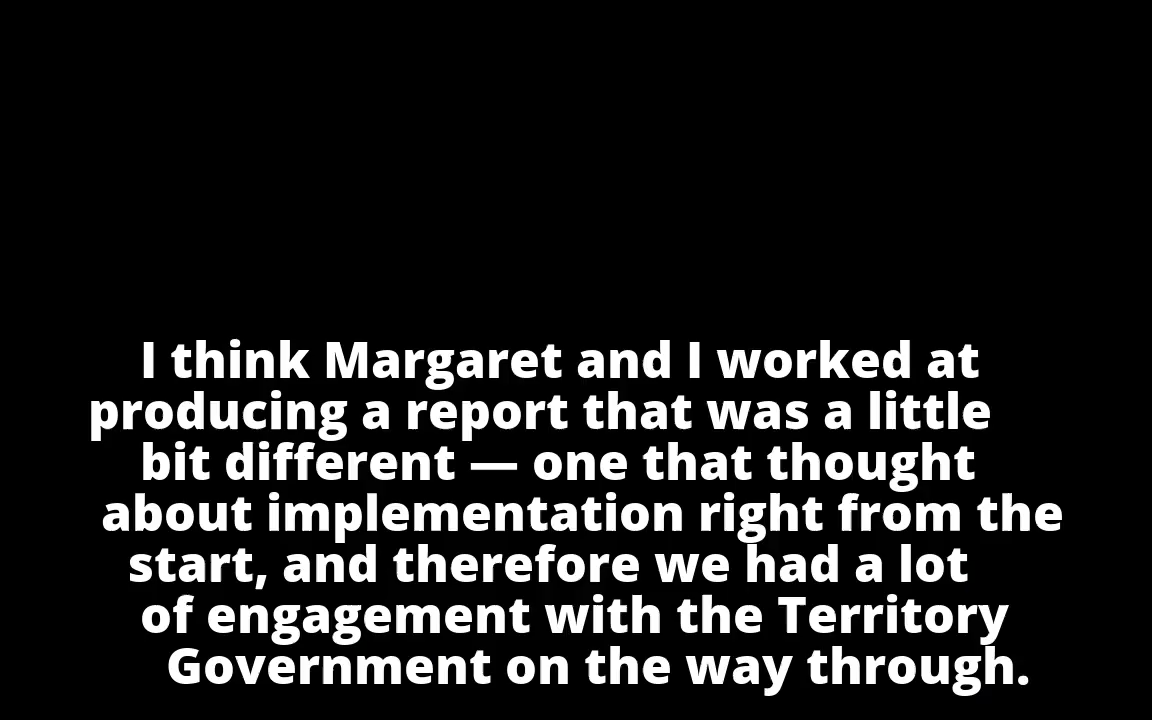 I think Margaret and I worked at
producing a report that was a little
bit different — one that thought
about implementation right from the
start, and therefore we had a lot
of engagement with the Territory
Government on the way through.